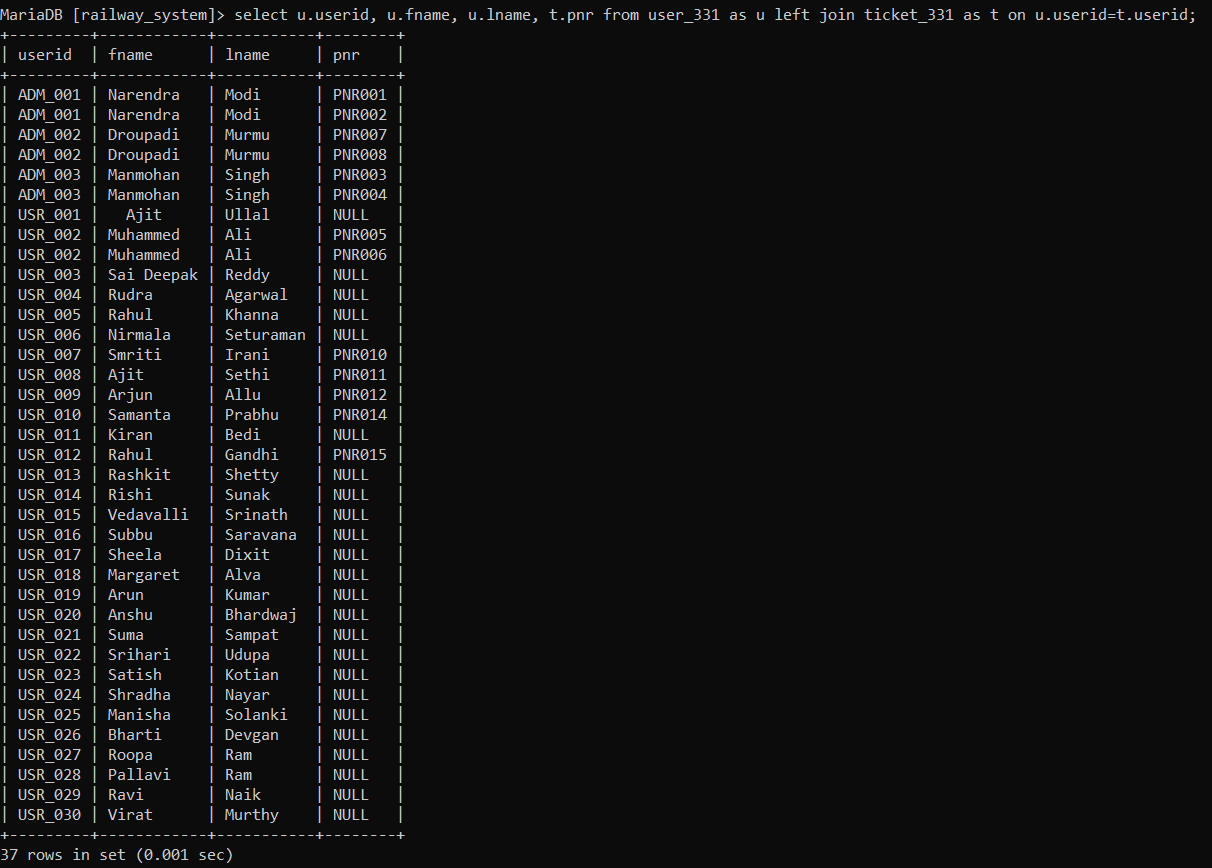 MariaDB [railway_system]> select u.userid, u.fname, u.lname, t.pnr from user_331 as u left join ticket_331 as t on u.userid=t.userid;
+---------+------------+-----------+--------+
| userid  | fname      | lname     | pnr    |
+---------+------------+-----------+--------+
| ADM_001 | Narendra   | Modi      | PNR001 |
| ADM_001 | Narendra   | Modi      | PNR002 |
| ADM_002 | Droupadi   | Murmu     | PNR007 |
| ADM_002 | Droupadi   | Murmu     | PNR008 |
| ADM_003 | Manmohan   | Singh     | PNR003 |
| ADM_003 | Manmohan   | Singh     | PNR004 |
| USR_001 |   Ajit     | Ullal     | NULL   |
| USR_002 | Muhammed   | Ali       | PNR005 |
| USR_002 | Muhammed   | Ali       | PNR006 |
| USR_003 | Sai Deepak | Reddy     | NULL   |
| USR_004 | Rudra      | Agarwal   | NULL   |
| USR_005 | Rahul      | Khanna    | NULL   |
| USR_006 | Nirmala    | Seturaman | NULL   |
| USR_007 | Smriti     | Irani     | PNR010 |
| USR_008 | Ajit       | Sethi     | PNR011 |
| USR_009 | Arjun      | Allu      | PNR012 |
| USR_010 | Samanta    | Prabhu    | PNR014 |
| USR_011 | Kiran      | Bedi      | NULL   |
| USR_012 | Rahul      | Gandhi    | PNR015 |
| USR_013 | Rashkit    | Shetty    | NULL   |
| USR_014 | Rishi      | Sunak     | NULL   |
| USR_015 | Vedavalli  | Srinath   | NULL   |
| USR_016 | Subbu      | Saravana  | NULL   |
| USR_017 | Sheela     | Dixit     | NULL   |
| USR_018 | Margaret   | Alva      | NULL   |
| USR_019 | Arun       | Kumar     | NULL   |
| USR_020 | Anshu      | Bhardwaj  | NULL   |
| USR_021 | Suma       | Sampat    | NULL   |
| USR_022 | Srihari    | Udupa     | NULL   |
| USR_023 | Satish     | Kotian    | NULL   |
| USR_024 | Shradha    | Nayar     | NULL   |
| USR_025 | Manisha    | Solanki   | NULL   |
| USR_026 | Bharti     | Devgan    | NULL   |
| USR_027 | Roopa      | Ram       | NULL   |
| USR_028 | Pallavi    | Ram       | NULL   |
| USR_029 | Ravi       | Naik      | NULL   |
| USR_030 | Virat      | Murthy    | NULL   |
+---------+------------+-----------+--------+
37 rows in set (0.001 sec)